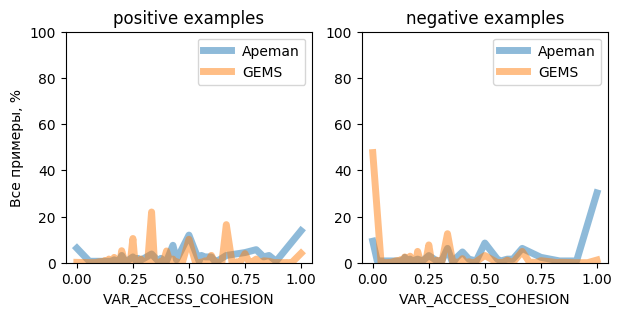 positive examples
negative examples
100
80
60
40
20
0
Все примеры, %
Apeman
GEMS
0.00 0.25 0.50 0.75 1.00
VAR_ACCESS_COHESION
100
80
60
40
20
0
Apeman
GEMS
0.00 0.25 0.50 0.75 1.00
VAR_ACCESS_COHESION